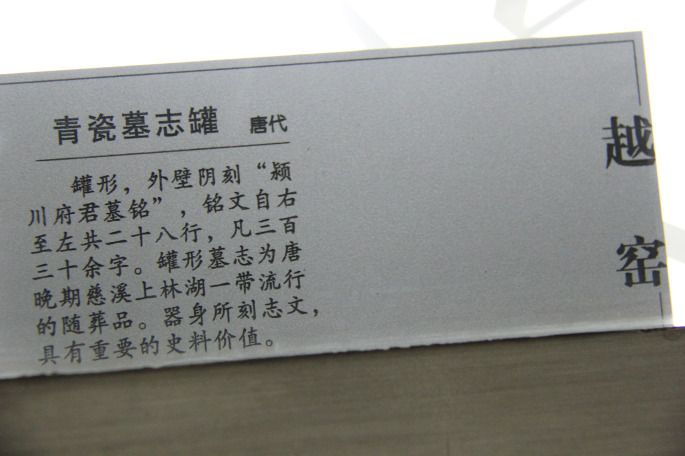 青瓷墓志罐 唐代
罐形，外壁阴刻“颍
川府君墓铭”，铭文自右
至左共二十八行，凡三百
三十余字。罐形墓志为唐
晚期慈溪上林湖一带流行
的随葬品。器身所刻志文，
具有重要的史料价值。
越窑